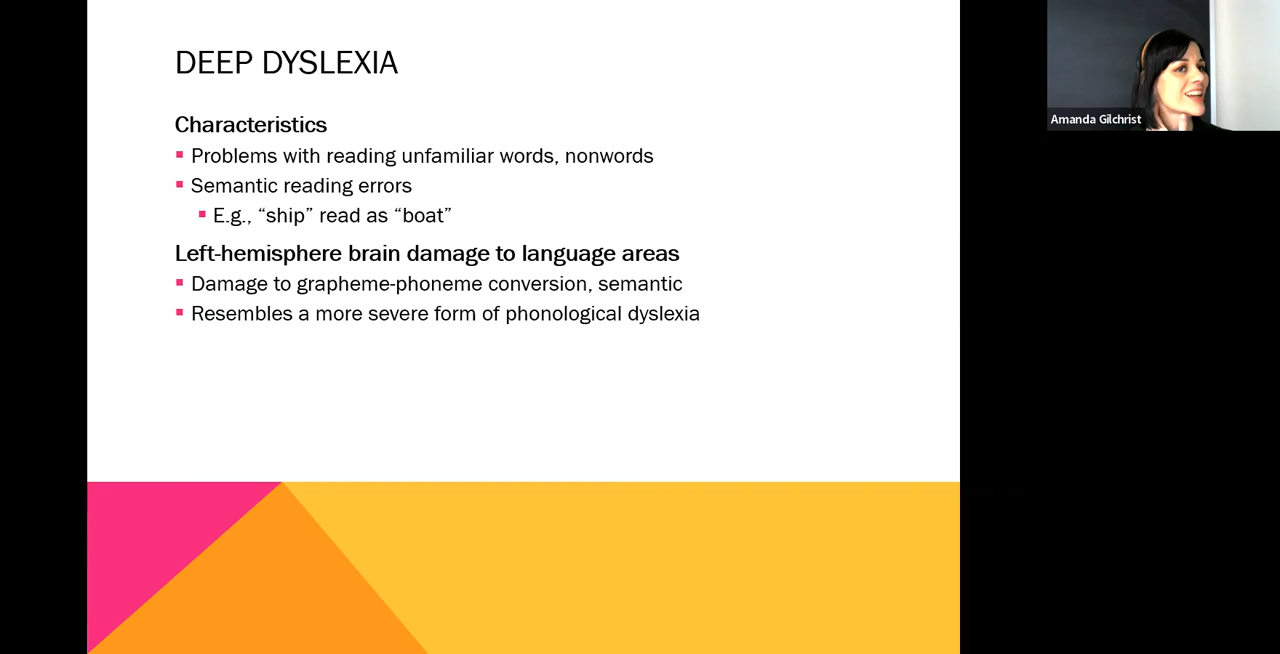 DEEP DYSLEXIA
Characteristics
Problems with reading unfamiliar words, nonwords
Semantic reading errors
E.g., “ship” read as “boat”
Left-hemisphere brain damage to language areas
Damage to grapheme-phoneme conversion, semantic
Resembles a more severe form of phonological dyslexia
Amanda Gilchrist